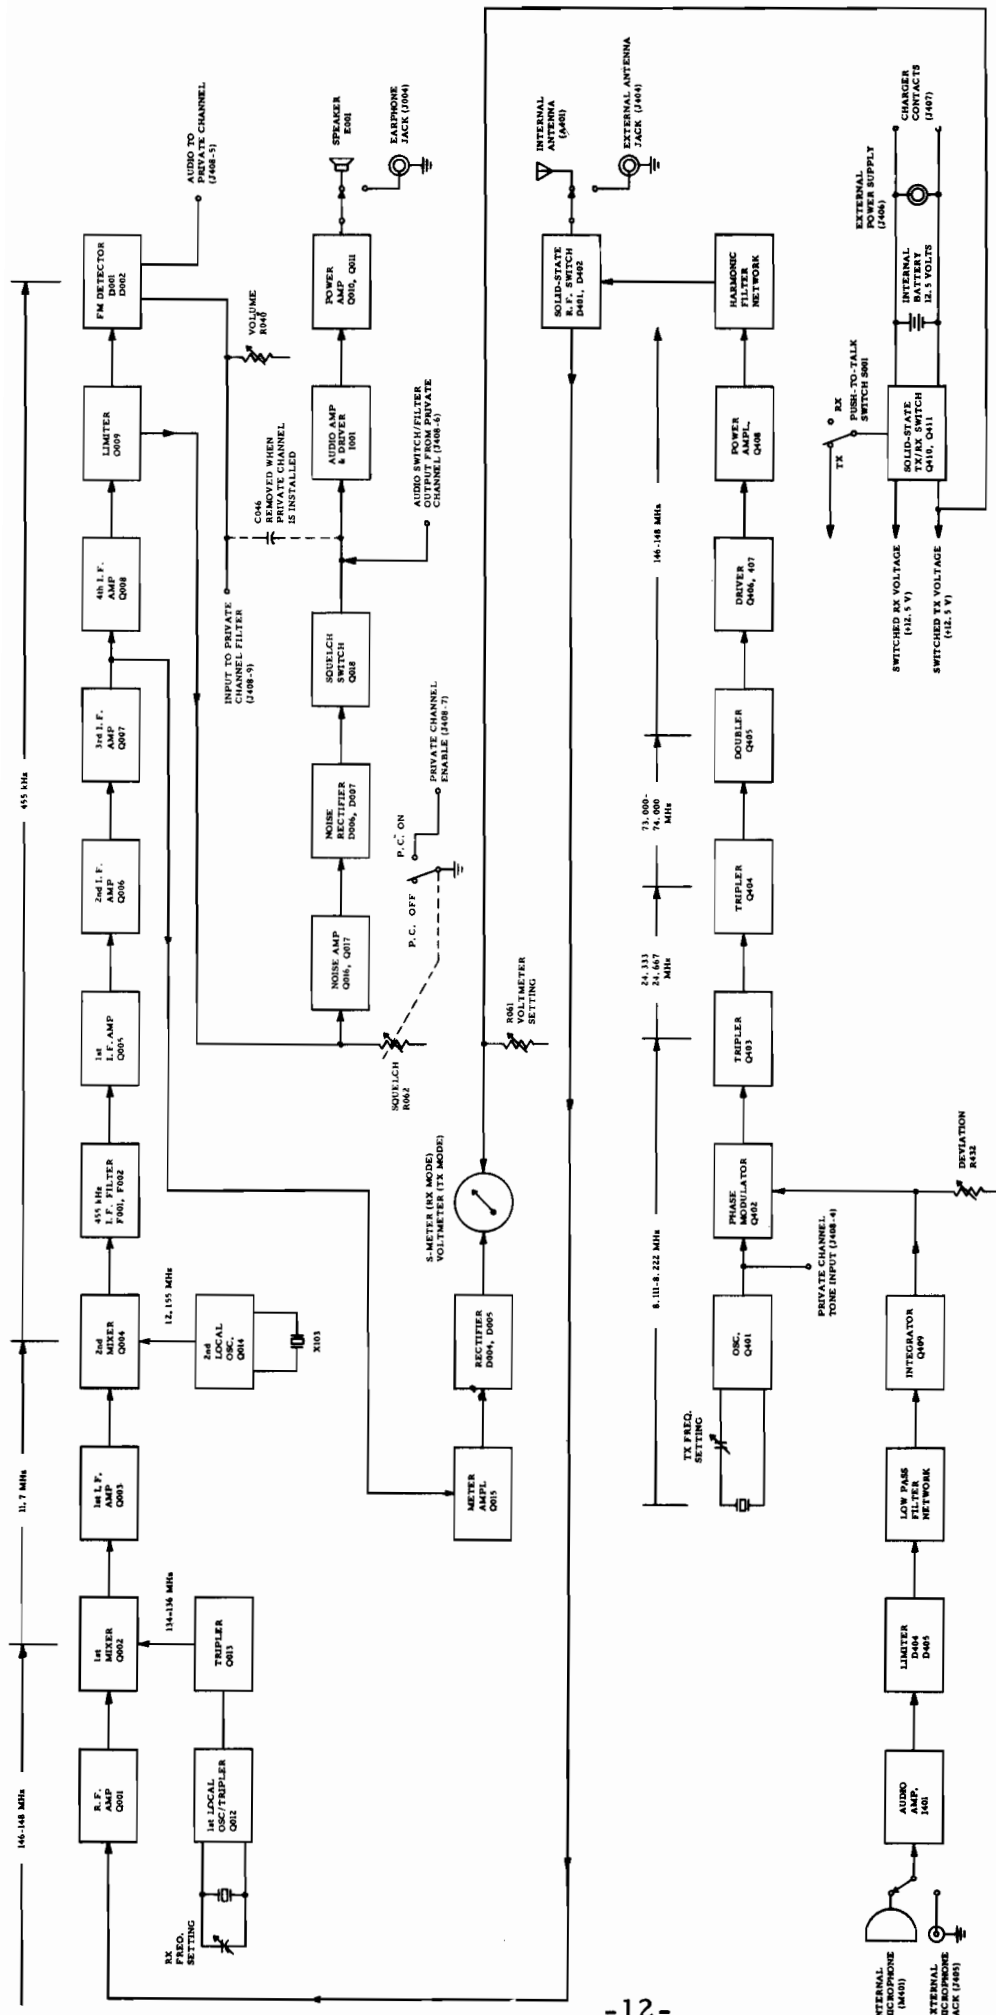 146-148 MHz
11.7 MHz
455 kHz
R.F.
AMP
Q001
1st
MIXER
Q002
1st I.F.
AMP
Q003
2nd
MIXER
Q004
455 kHz
I.F. FILTER
F001, F002
1st
I.F. AMP
Q005
2nd I.F.
AMP
Q006
3rd I.F.
AMP
Q007
4th I.F.
AMP
Q008
LIMITER
Q009
FM DETECTOR
D001
D002
AUDIO TO
PRIVATE CHANNEL
(J408-5)
134-136 MHz
12.155 MHz
RX
FREQ.
SETTING
1st LOCAL
OSC/TRIPLER
Q012
TRIPLER
Q013
2nd
LOCAL
OSC.
Q014
X103
INPUT TO PRIVATE
CHANNEL FILTER
(J408-9)
C046
REMOVED WHEN
PRIVATE CHANNEL
IS INSTALLED
VOLUME
R040
NOISE AMP
Q016, Q017
NOISE
RECTIFIER
D006, D007
SQUELCH
SWITCH
Q018
AUDIO AMP
& DRIVER
I001
POWER
AMP
Q010, Q011
SPEAKER
E001
EARPHONE
JACK (J004)
SQUELCH
R062
P.C. OFF
P.C. ON
PRIVATE CHANNEL
ENABLE (J408-7)
AUDIO SWITCH/FILTER
OUTPUT FROM PRIVATE
CHANNEL (J408-6)
METER
AMPL
Q015
RECTIFIER
D004, D005
S-METER (RX MODE)
VOLTMETER (TX MODE)
R061
VOLTMETER
SETTING
SOLID-STATE
R.F. SWITCH
D401, D402
INTERNAL
ANTENNA
(A401)
EXTERNAL ANTENNA
JACK (J404)
8.111-8.222 MHz
24.333
24.667
MHz
73.000-
74.000
MHz
146-148 MHz
TX FREQ.
SETTING
OSC.
Q401
PHASE
MODULATOR
Q402
TRIPLER
Q403
TRIPLER
Q404
DOUBLER
Q405
DRIVER
Q406, 407
POWER
AMPL.
Q408
HARMONIC
FILTER
NETWORK
PRIVATE CHANNEL
TONE INPUT (J408-4)
TX
RX
PUSH-TO-TALK
SWITCH S001
EXTERNAL
POWER SUPPLY
(J406)
CHARGER
CONTACTS
(J407)
SWITCHED RX VOLTAGE
(+12.5 V)
SWITCHED TX VOLTAGE
(+12.5 V)
SOLID-STATE
TX/RX SWITCH
Q410, Q411
INTERNAL
BATTERY
12.5 VOLTS
NTERNAL
MICROPHONE
(M401)
XTERNAL
MICROPHONE
ACK (J405)
AUDIO
AMP.
I401
LIMITER
D404
D405
LOW PASS
FILTER
NETWORK
INTEGRATOR
Q409
DEVIATION
R432
-12-